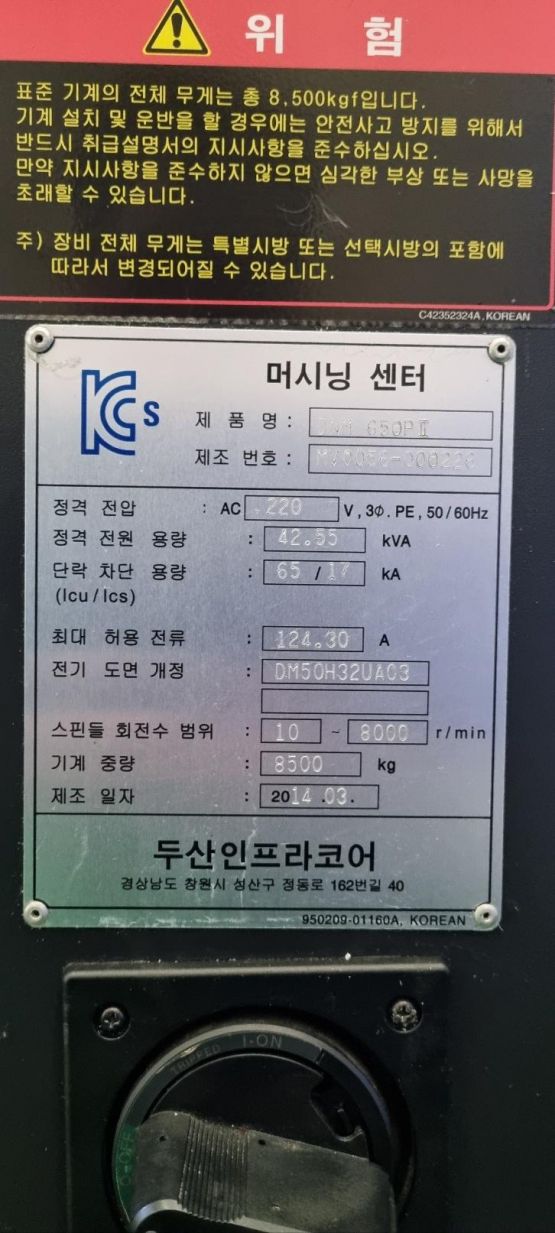 위 험
표준 기계의 전체 무게는 총 8,500kgf입니다.
기계 설치 및 운반을 할 경우에는 안전사고 방지를 위해서
반드시 취급설명서의 지시사항을 준수하십시오.
만약 지시사항을 준수하지 않으면 심각한 부상 또는 사망을
초래할 수 있습니다.
주) 장비 전체 무게는 특별시방 또는 선택시방의 포함에
따라서 변경되어질 수 있습니다.
C42352324A, KOREAN
KCs
머시닝 센터
제 품 명 : 650PⅡ
제조 번호 :
정격 전압 : AC 220 V, 3Φ. PE, 50/60Hz
정격 전원 용량 : 42.55 kVA
단락 차단 용량 : 65 / 17 kA
(Icu/Ics)
최대 허용 전류 : 124.30 A
전기 도면 개정 : DM50H32UA03
스핀들 회전수 범위 : 10 ~ 8000 r/min
기계 중량 : 8500 kg
제조 일자 : 2014.03.
두산인프라코어
경상남도 창원시 성산구 정동로 162번길 40
950209-01160A, KOREAN
I·ON
TRIPPED
O-OFF